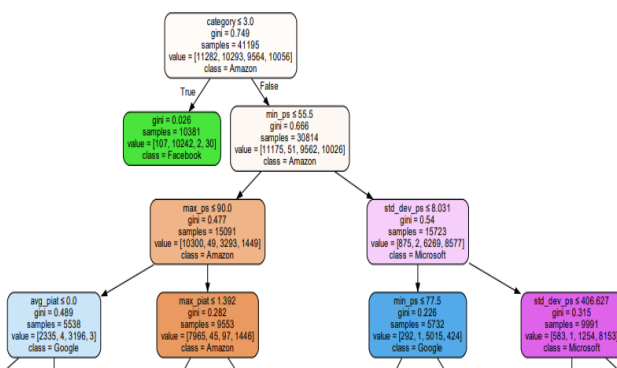 category ≤ 3.0
gini = 0.749
samples = 41195
value = [11282, 10293, 9564, 10056]
class = Amazon
True
False
gini = 0.026
samples = 10381
value = [107, 10242, 2, 30]
class = Facebook
min_ps ≤ 55.5
gini = 0.666
samples = 30814
value = [11175, 51, 9562, 10026]
class = Amazon
max_ps ≤ 90.0
gini = 0.477
samples = 15091
value = [10300, 49, 3293, 1449]
class = Amazon
std_dev_ps ≤ 8.031
gini = 0.54
samples = 15723
value = [875, 2, 6269, 8577]
class = Microsoft
avg_piat ≤ 0.0
gini = 0.489
samples = 5538
value = [2335, 4, 3196, 3]
class = Google
max_piat ≤ 1.392
gini = 0.282
samples = 9553
value = [7965, 45, 97, 1446]
class = Amazon
min_ps ≤ 77.5
gini = 0.226
samples = 5732
value = [292, 1, 5015, 424]
class = Google
std_dev_ps ≤ 406.627
gini = 0.315
samples = 9991
value = [583, 1, 1254, 8153]
class = Microsoft